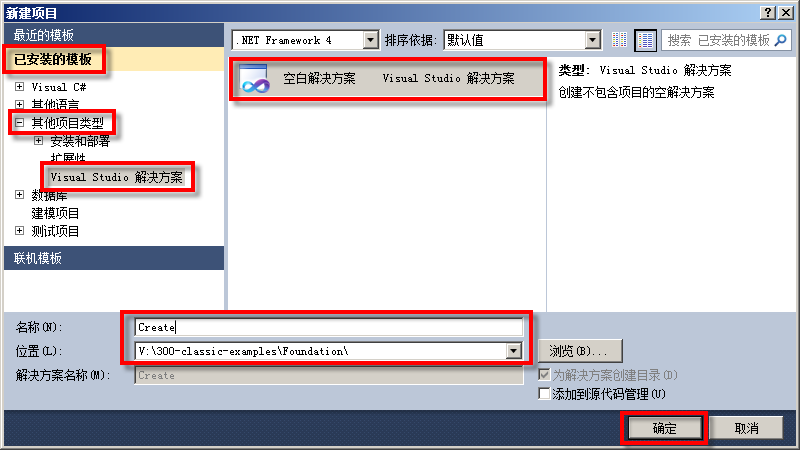 新建项目
最近的模板
已安装的模板
Visual C#
其他语言
其他项目类型
安装和部署
扩展性
Visual Studio 解决方案
数据库
建模项目
测试项目
联机模板
.NET Framework 4 排序依据: 默认值 搜索 已安装的模板
空白解决方案 Visual Studio 解决方案
类型: Visual Studio 解决方案
创建不包含项目的空解决方案
名称(N): Create
位置(L): V:\300-classic-examples\Foundation\ 浏览(B)...
解决方案名称(M): Create
为解决方案创建目录(D)
添加到源代码管理(U)
确定 取消